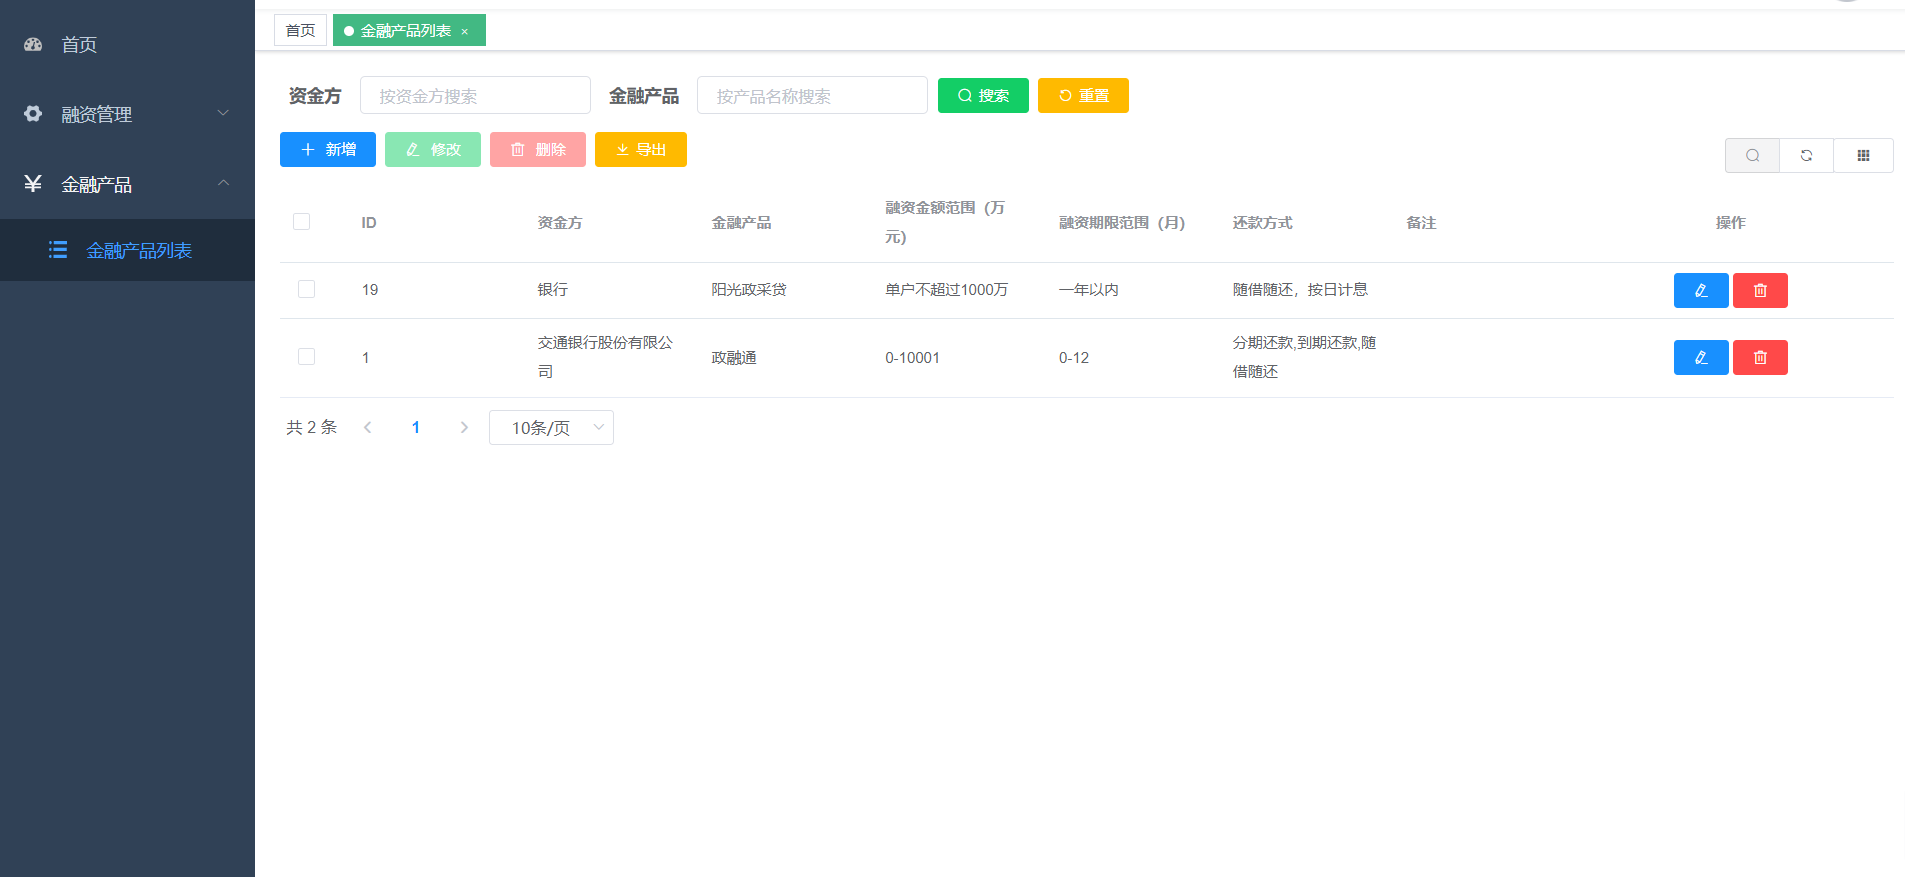 首页
融资管理
金融产品
金融产品列表
首页
金融产品列表 ×
资金方 按资金方搜索 金融产品 按产品名称搜索 搜索 重置
新增 修改 删除 导出
ID 资金方 金融产品 融资金额范围（万 融资期限范围（月） 还款方式 备注 操作
元）
19 银行 阳光政采贷 单户不超过1000万 一年以内 随借随还，按日计息
1 交通银行股份有限公 政融通 0-10001 0-12 分期还款,到期还款,随
司 借随还
共 2 条 1 10条/页